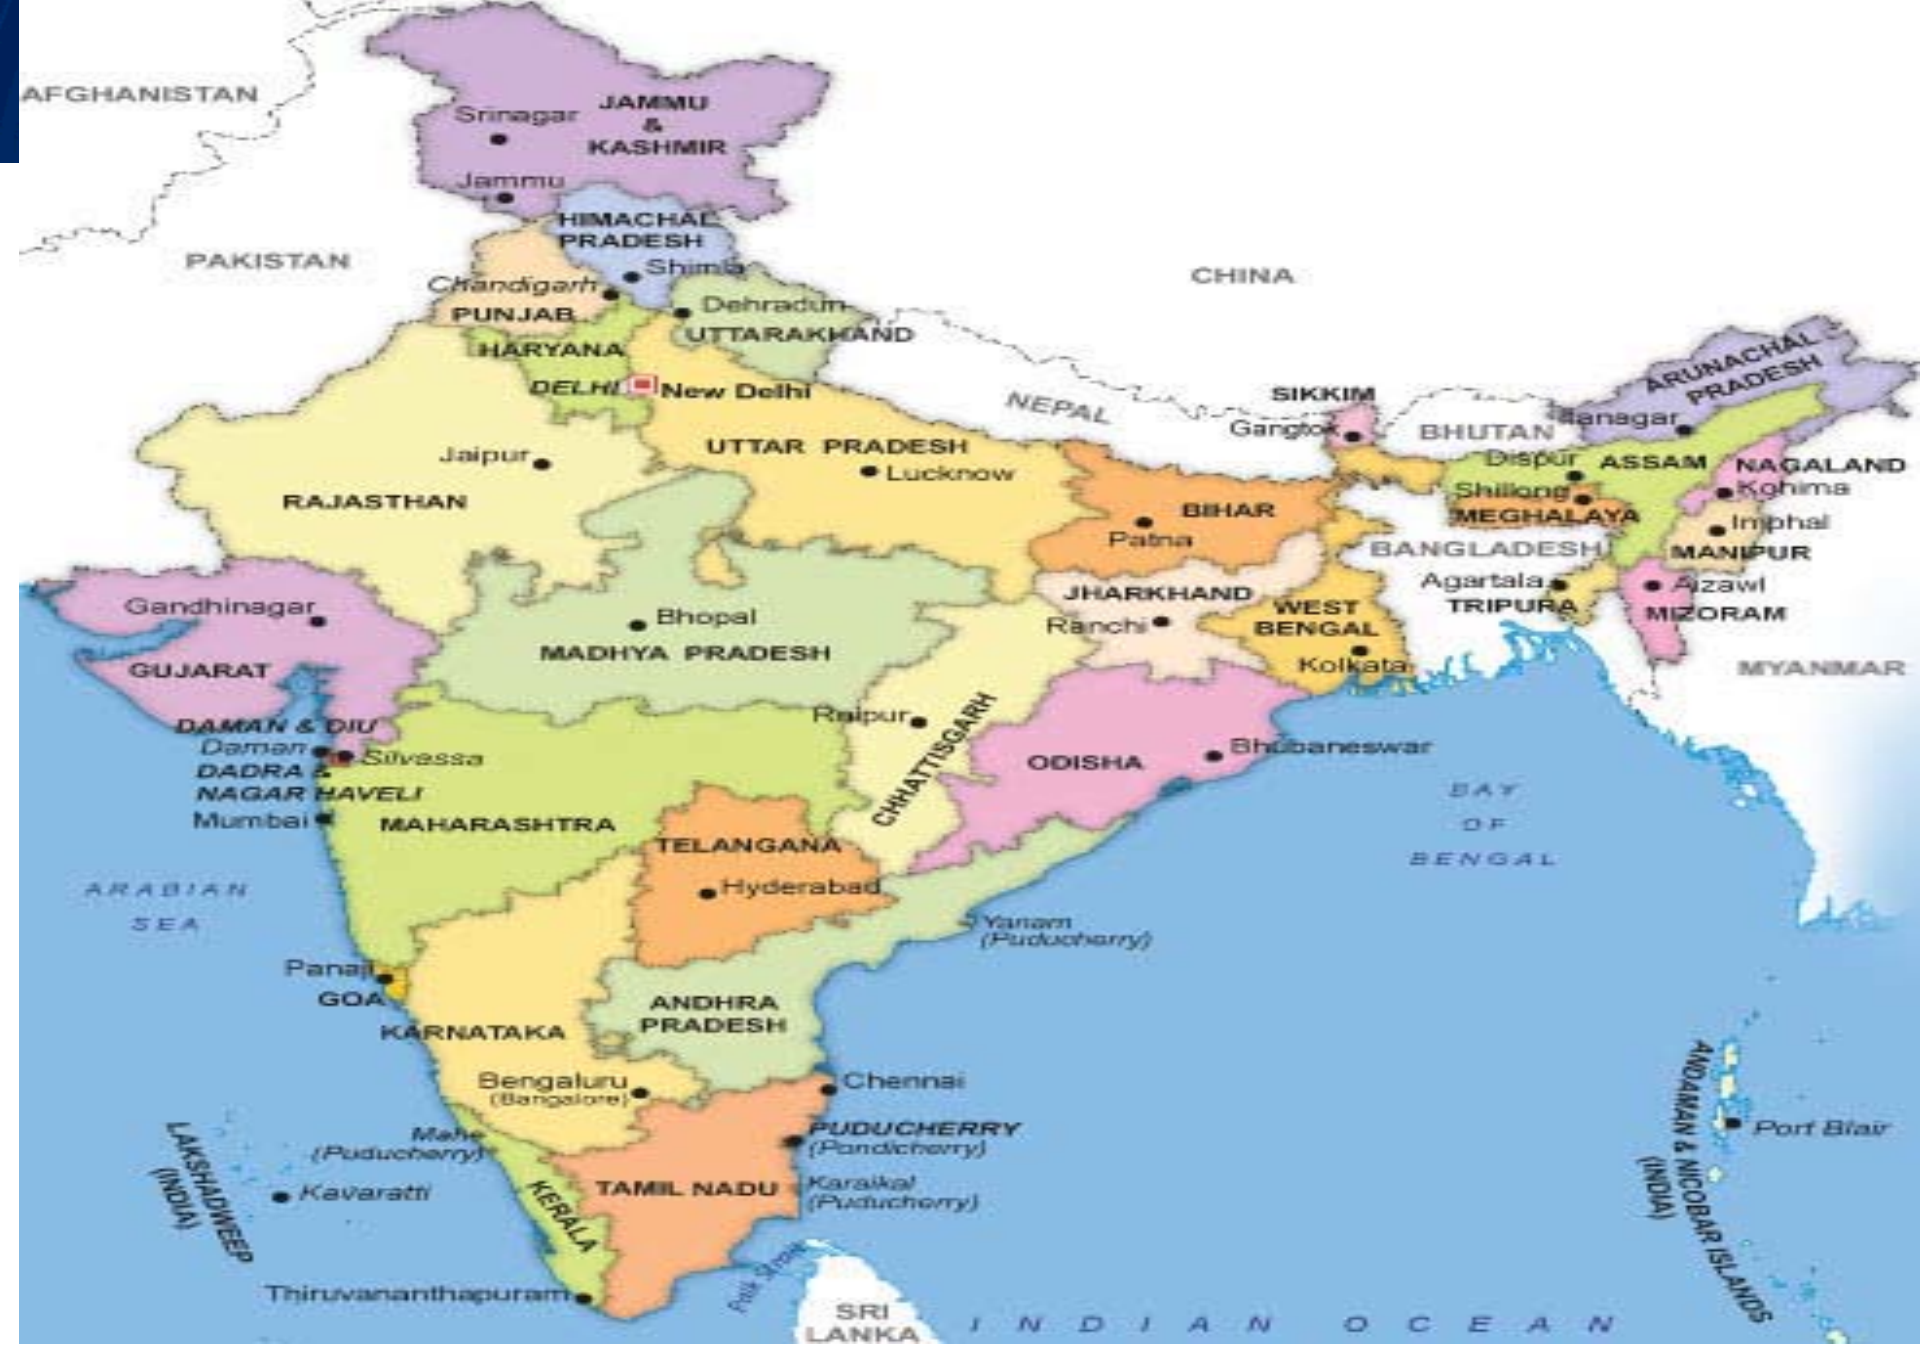 AFGHANISTAN
JAMMU
&
KASHMIR
Srinagar
Jammu
HIMACHAL
PRADESH
Shimla
PAKISTAN
CHINA
Chandigarh
PUNJAB
Dehradun
UTTARAKHAND
HARYANA
DELHI
New Delhi
NEPAL
SIKKIM
Gangtok
BHUTAN
ARUNACHAL
PRADESH
Itanagar
Jaipur
RAJASTHAN
UTTAR PRADESH
Lucknow
Dispur
ASSAM
NAGALAND
Kohima
Shillong
MEGHALAYA
BIHAR
Patna
Imphal
MANIPUR
BANGLADESH
Agartala
TRIPURA
Aizawl
MIZORAM
MYANMAR
JHARKHAND
Ranchi
WEST
BENGAL
Kolkata
Gandhinagar
GUJARAT
Bhopal
MADHYA PRADESH
Raipur
CHHATTISGARH
ODISHA
Bhubaneswar
DAMAN & DIU
Daman
Silvassa
DADRA &
NAGAR HAVELI
Mumbai
MAHARASHTRA
TELANGANA
Hyderabad
BAY
OF
BENGAL
ARABIAN
SEA
Yanam
(Puducherry)
Panaji
GOA
KARNATAKA
ANDHRA
PRADESH
Bengaluru
(Bangalore)
Chennai
Mahe
(Puducherry)
PUDUCHERRY
(Pondicherry)
Karaikal
(Puducherry)
TAMIL NADU
KERALA
LAKSHADWEEP
(INDIA)
Kavaratti
Thiruvananthapuram
Palk Strait
SRI
LANKA
INDIAN OCEAN
ANDAMAN & NICOBAR ISLANDS
(INDIA)
Port Blair